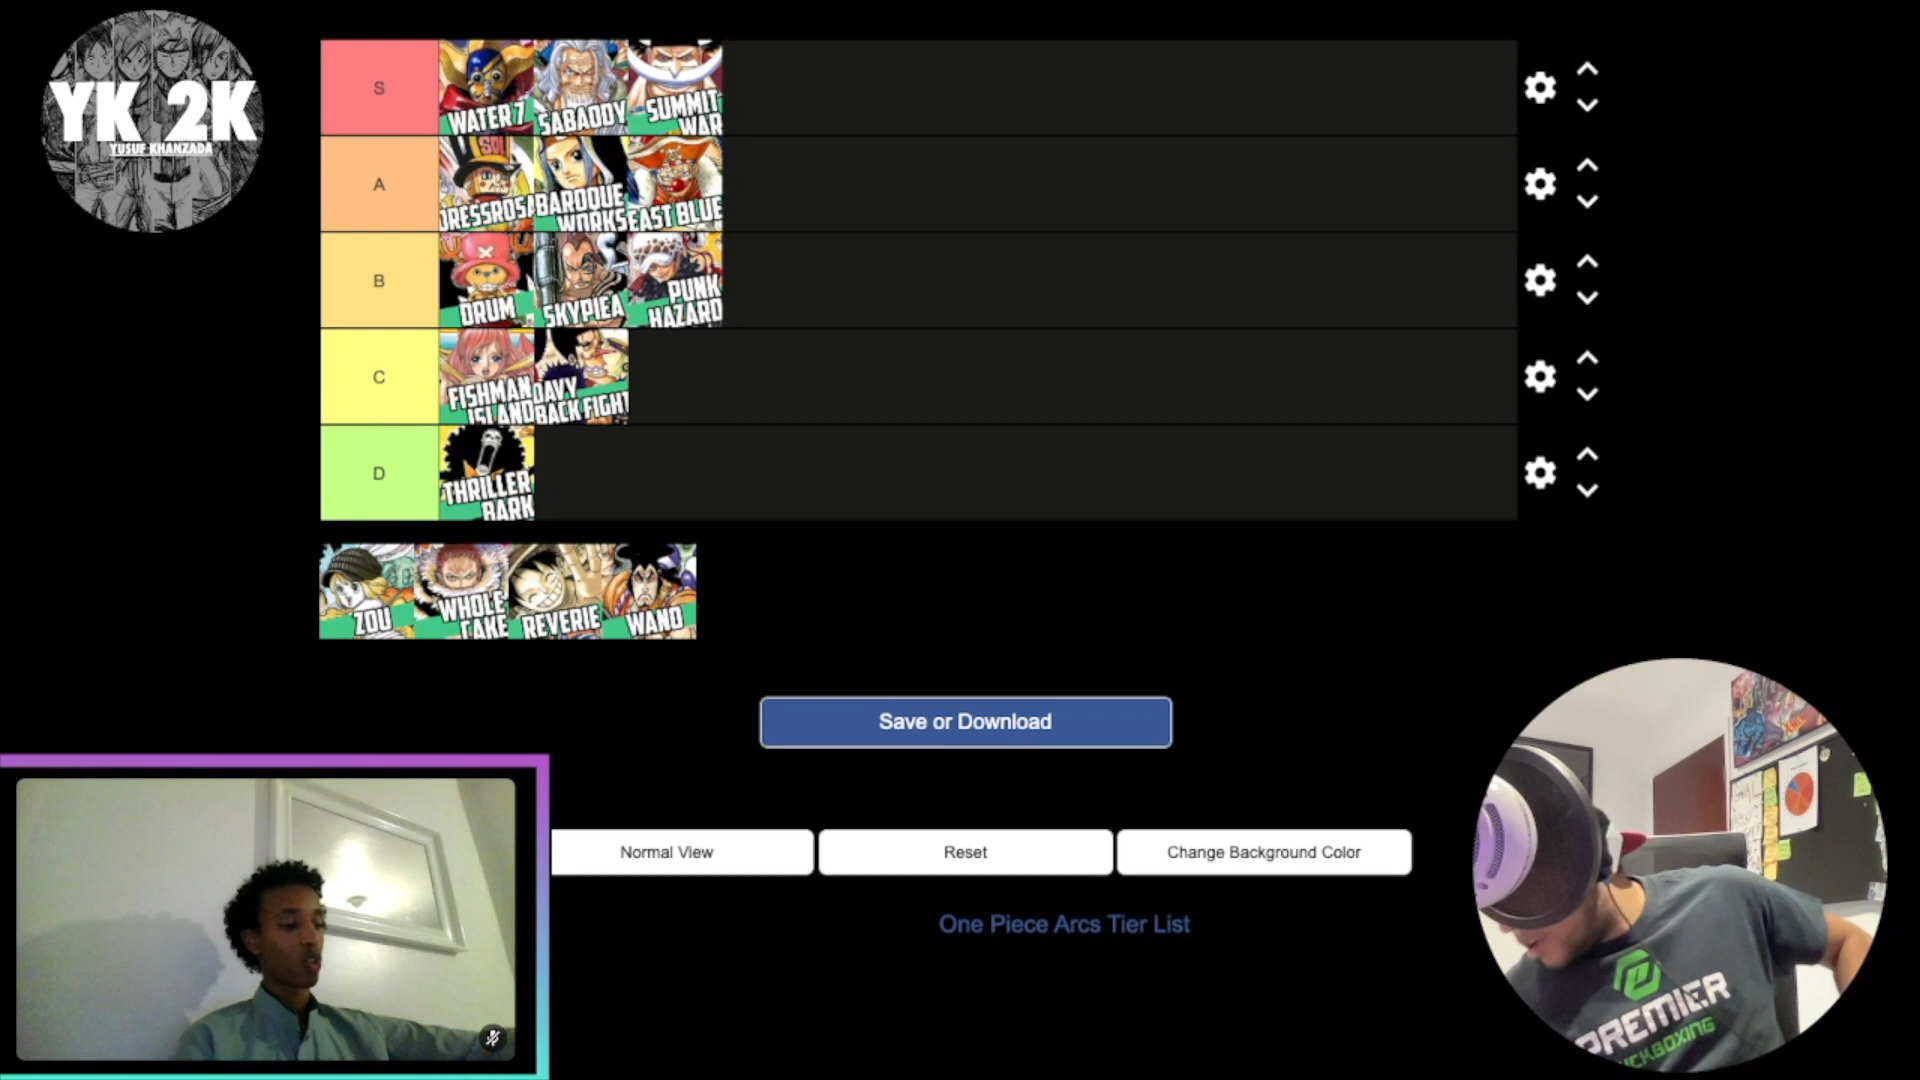 YK 2K
YUSUF KHANZADA
S
WATER 7
SABAODY
SUMMIT
WAR
A
SOL
DRESSROSA
BAROQUE
WORKS
EAST BLUE
B
DRUM
SKYPIEA
PUNK
HAZARD
C
FISHMAN
ISLAND
DAVY
BACK FIGHT
D
THRILLER
BARK
ZOU
WHOLE
CAKE
REVERIE
WANO
Save or Download
Normal View
Reset
Change Background Color
One Piece Arcs Tier List
PREMIER
KICKBOXING